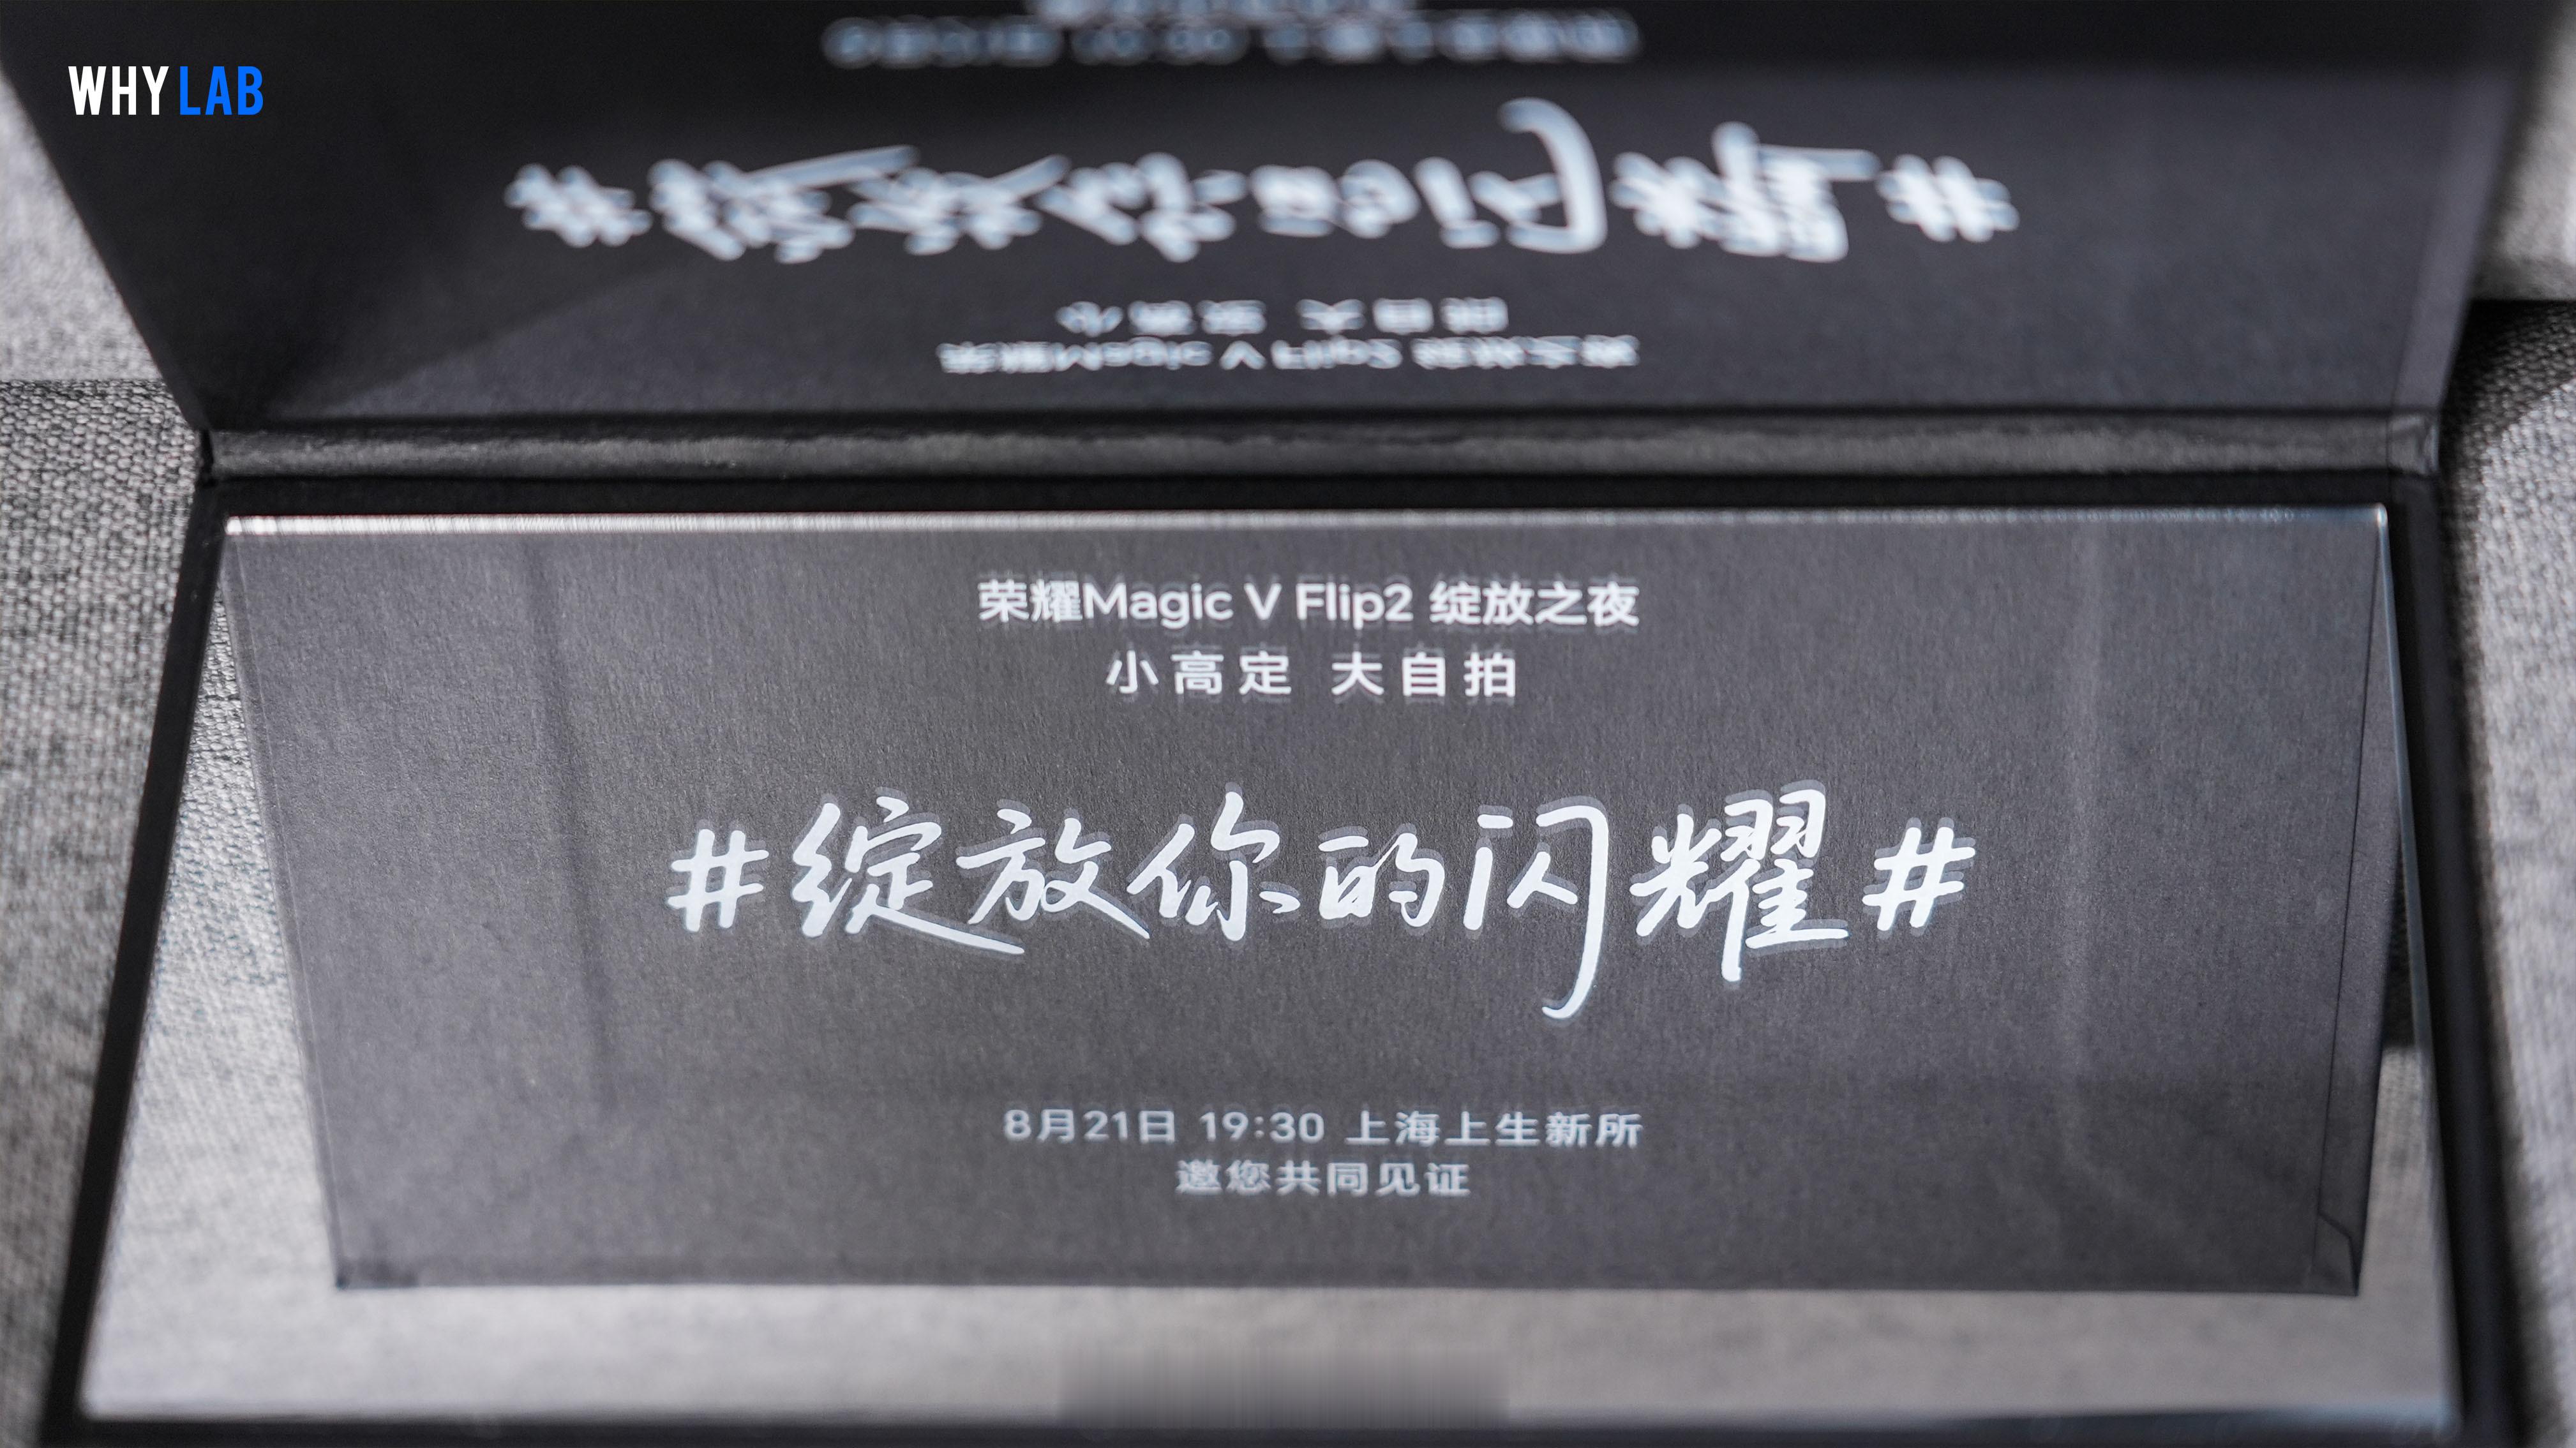 WHYLAB
荣耀Magic V Flip2 绽放之夜
小高定 大自拍
#绽放你的闪耀#
8月21日 19:30 上海上生新所
邀您共同见证